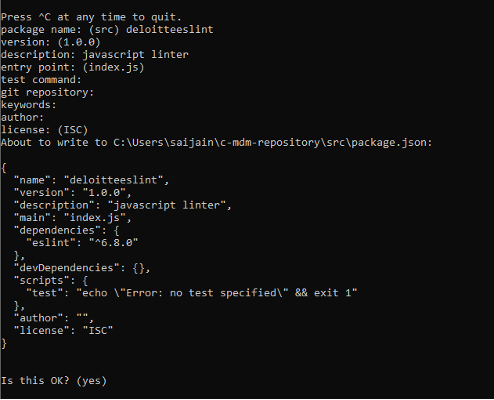 Press ^C at any time to quit.
package name: (src) deloitteeslint
version: (1.0.0)
description: javascript linter
entry point: (index.js)
test command:
git repository:
keywords:
author:
license: (ISC)
About to write to C:\Users\saijain\c-mdm-repository\src\package.json:

{
  "name": "deloitteeslint",
  "version": "1.0.0",
  "description": "javascript linter",
  "main": "index.js",
  "dependencies": {
    "eslint": "^6.8.0"
  },
  "devDependencies": {},
  "scripts": {
    "test": "echo \"Error: no test specified\" && exit 1"
  },
  "author": "",
  "license": "ISC"
}

Is this OK? (yes)